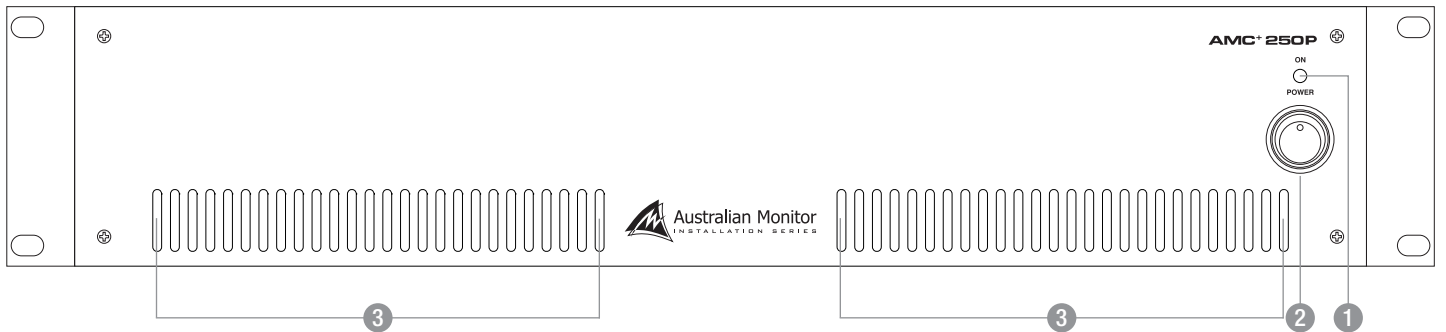 AMC+ 250P
ON
POWER
Australian Monitor
INSTALLATION SERIES
3
3
2
1